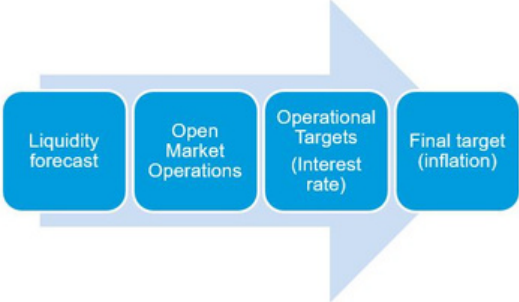 Liquidity
forecast
Open
Market
Operations
Operational
Targets
(Interest
rate)
Final target
(inflation)